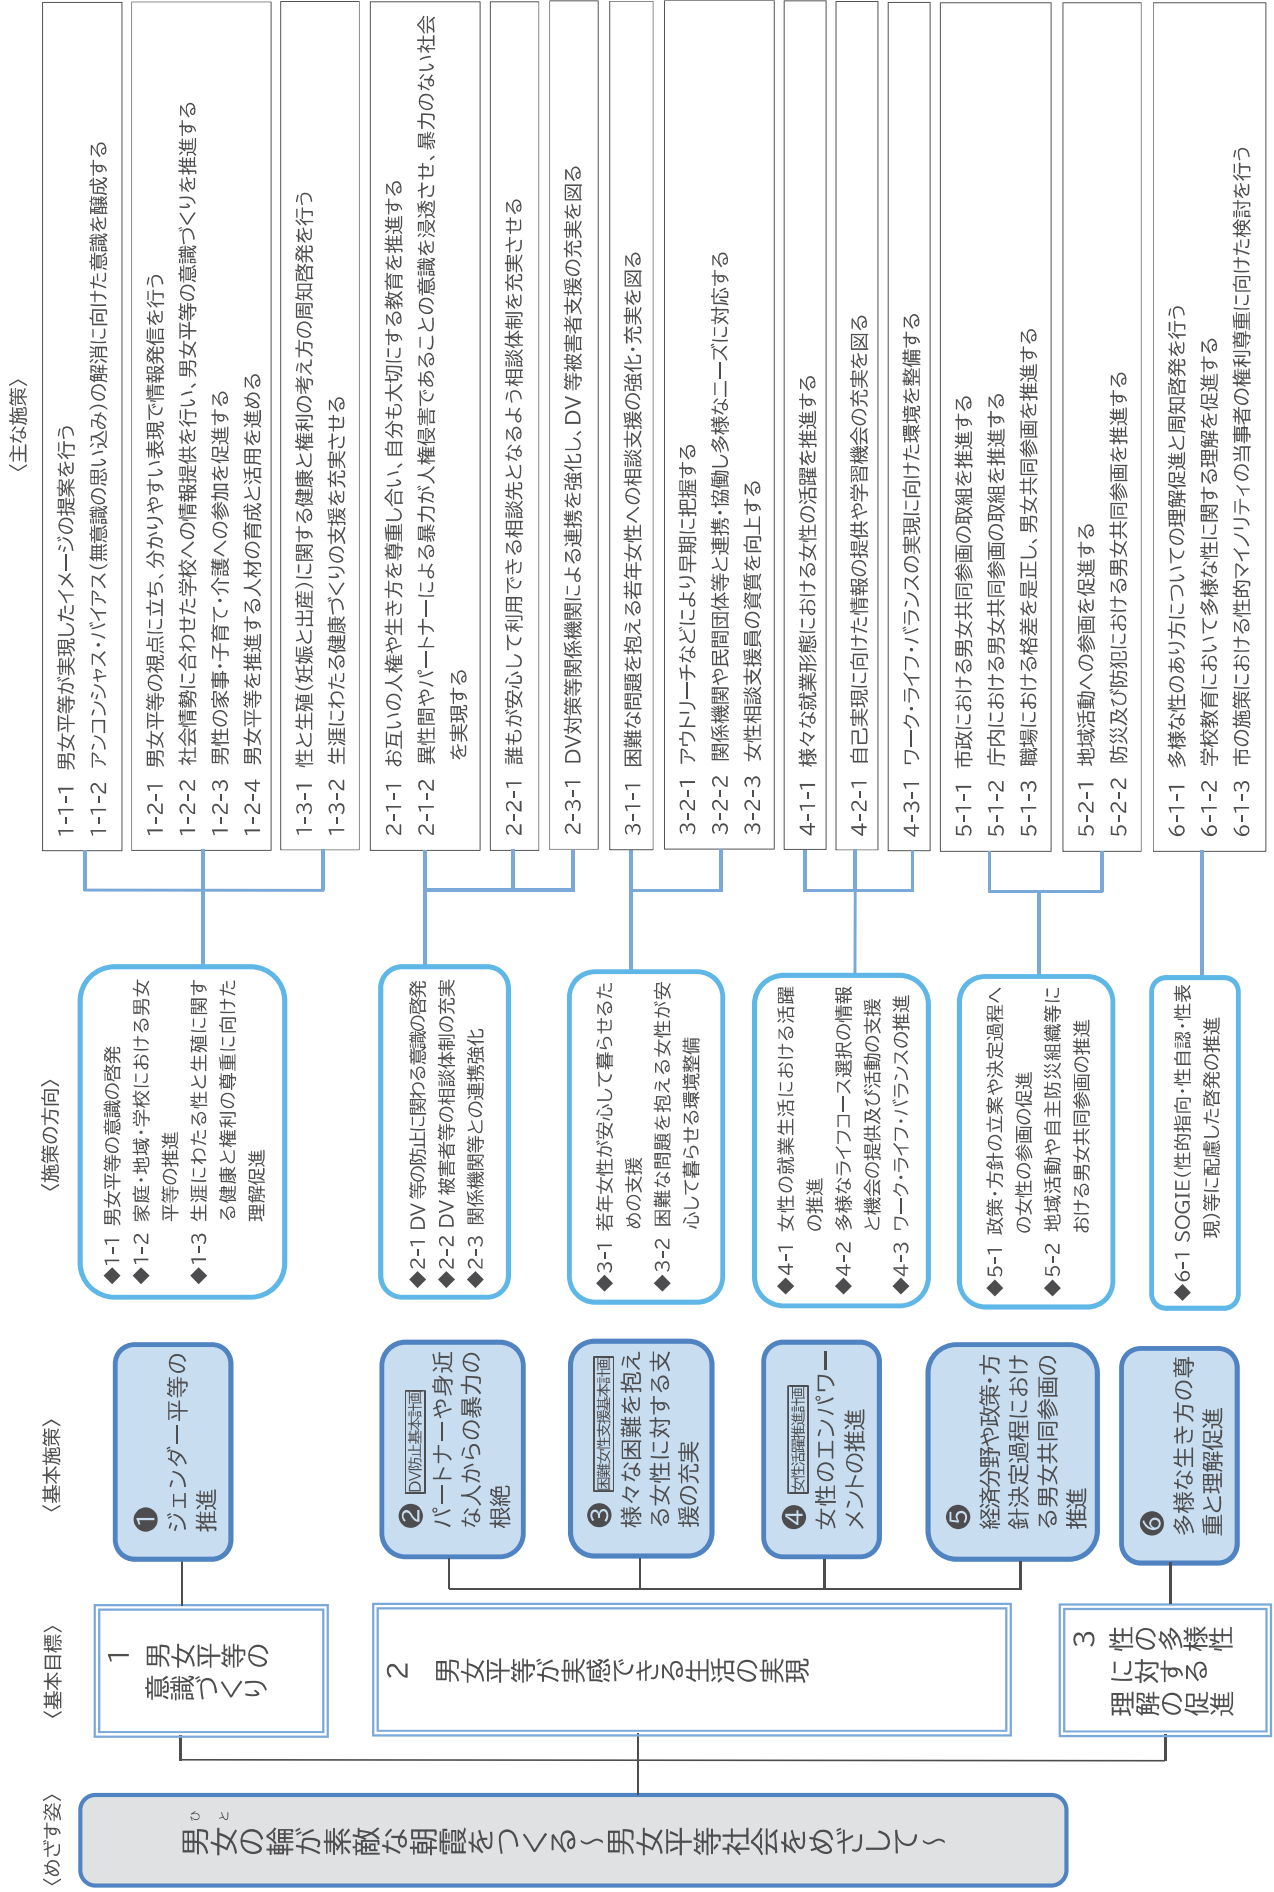 〈めざす姿〉
ひと
男女の輪が素敵な朝霞をつくる～男女平等社会をめざして～
〈基本目標〉
1
男女平等の
意識づくり
2
男女平等が実感できる生活の実現
3
性の多様性
に対する
理解の促進
〈基本施策〉
❶
ジェンダー平等の
推進
❷ DV防止基本計画
パートナーや身近
な人からの暴力の
根絶
❸ 困難女性支援基本計画
様々な困難を抱え
る女性に対する支
援の充実
❹ 女性活躍推進計画
女性のエンパワー
メントの推進
❺
経済分野や政策・方
針決定過程におけ
る男女共同参画の
推進
❻
多様な生き方の尊
重と理解促進
〈施策の方向〉
◆1-1 男女平等の意識の啓発
◆1-2 家庭・地域・学校における男女
平等の推進
◆1-3 生涯にわたる性と生殖に関す
る健康と権利の尊重に向けた
理解促進
◆2-1 DV 等の防止に関わる意識の啓発
◆2-2 DV 被害者等の相談体制の充実
◆2-3 関係機関等との連携強化
◆3-1 若年女性が安心して暮らせるた
めの支援
◆3-2 困難な問題を抱える女性が安
心して暮らせる環境整備
◆4-1 女性の就業生活における活躍
の推進
◆4-2 多様なライフコース選択の情報
と機会の提供及び活動の支援
◆4-3 ワーク・ライフ・バランスの推進
◆5-1 政策・方針の立案や決定過程へ
の女性の参画の促進
◆5-2 地域活動や自主防災組織等に
おける男女共同参画の推進
◆6-1 SOGIE(性的指向・性自認・性表
現)等に配慮した啓発の推進
〈主な施策〉
1-1-1 男女平等が実現したイメージの提案を行う
1-1-2 アンコンシャス・バイアス(無意識の思い込み)の解消に向けた意識を醸成する
1-2-1 男女平等の視点に立ち、分かりやすい表現で情報発信を行う
1-2-2 社会情勢に合わせた学校への情報提供を行い、男女平等の意識づくりを推進する
1-2-3 男性の家事・子育て・介護への参加を促進する
1-2-4 男女平等を推進する人材の育成と活用を進める
1-3-1 性と生殖(妊娠と出産)に関する健康と権利の考え方の周知啓発を行う
1-3-2 生涯にわたる健康づくりの支援を充実させる
2-1-1 お互いの人権や生き方を尊重し合い、自分も大切にする教育を推進する
2-1-2 異性間やパートナーによる暴力が人権侵害であることの意識を浸透させ、暴力のない社会
を実現する
2-2-1 誰もが安心して利用できる相談先となるよう相談体制を充実させる
2-3-1 DV対策等関係機関による連携を強化し、DV 等被害者支援の充実を図る
3-1-1 困難な問題を抱える若年女性への相談支援の強化・充実を図る
3-2-1 アウトリーチなどにより早期に把握する
3-2-2 関係機関や民間団体等と連携・協働し多様なニーズに対応する
3-2-3 女性相談支援員の資質を向上する
4-1-1 様々な就業形態における女性の活躍を推進する
4-2-1 自己実現に向けた情報の提供や学習機会の充実を図る
4-3-1 ワーク・ライフ・バランスの実現に向けた環境を整備する
5-1-1 市政における男女共同参画の取組を推進する
5-1-2 庁内における男女共同参画の取組を推進する
5-1-3 職場における格差を是正し、男女共同参画を推進する
5-2-1 地域活動への参画を促進する
5-2-2 防災及び防犯における男女共同参画を推進する
6-1-1 多様な性のあり方についての理解促進と周知啓発を行う
6-1-2 学校教育において多様な性に関する理解を促進する
6-1-3 市の施策における性的マイノリティの当事者の権利尊重に向けた検討を行う